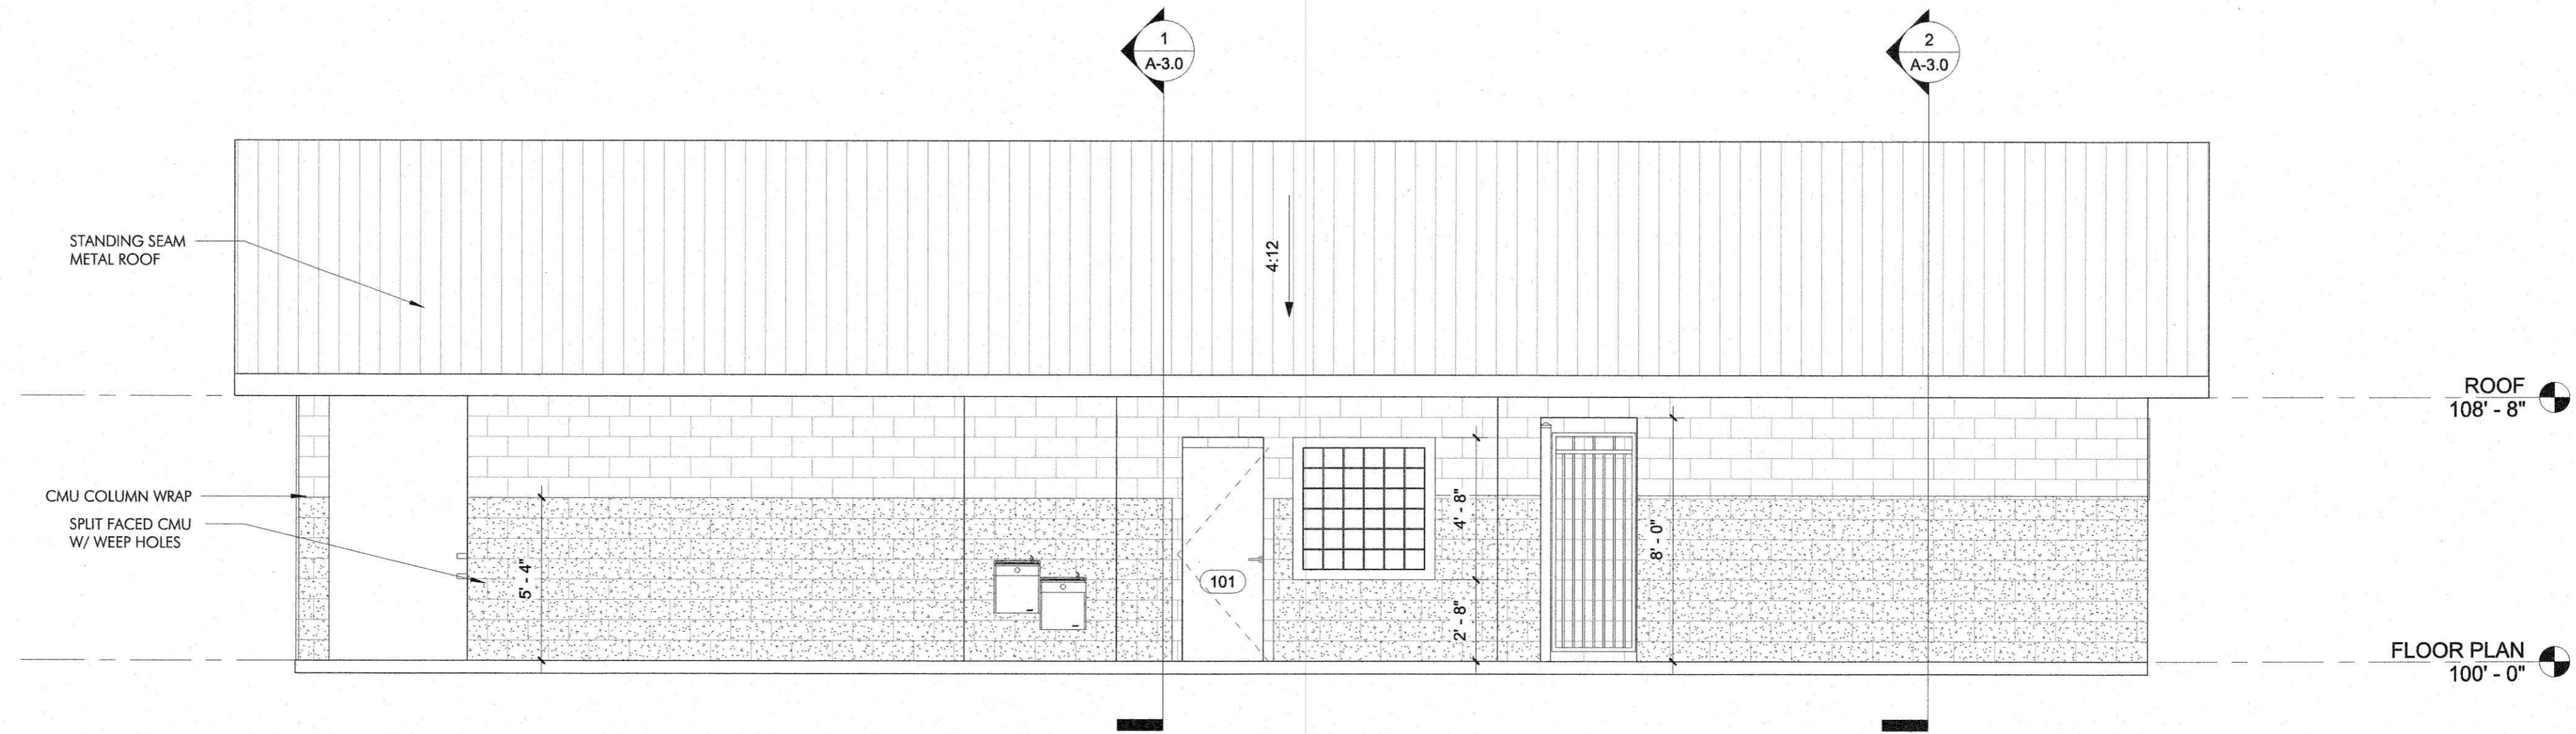 1
A-3.0
2
A-3.0
STANDING SEAM
METAL ROOF
4:12
ROOF
108' - 8"
CMU COLUMN WRAP
SPLIT FACED CMU
W/ WEEP HOLES
5' - 4"
101
4' - 8"
2' - 8"
8' - 0"
FLOOR PLAN
100' - 0"